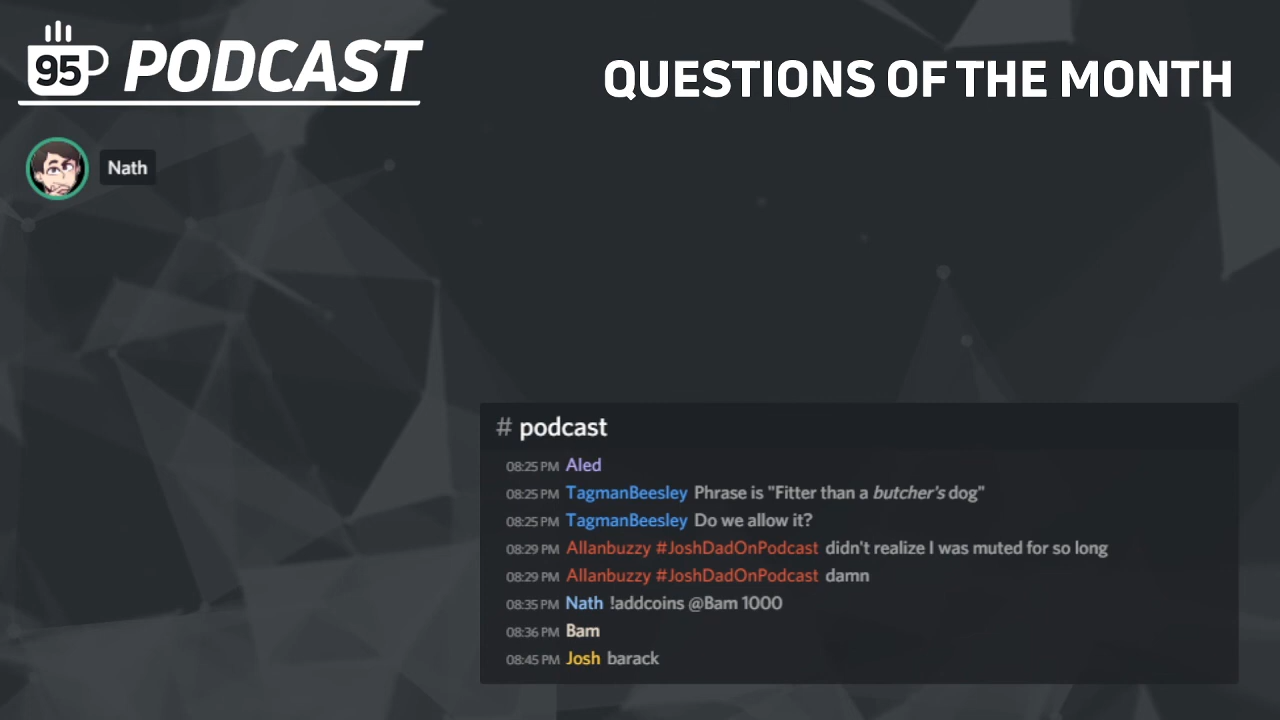 95 PODCAST
QUESTIONS OF THE MONTH
Nath
# podcast
08:25 PM Aled
08:25 PM TagmanBeesley Phrase is "Fitter than a butcher's dog"
08:25 PM TagmanBeesley Do we allow it?
08:29 PM Allanbuzzy #JoshDadOnPodcast didn't realize I was muted for so long
08:29 PM Allanbuzzy #JoshDadOnPodcast damn
08:35 PM Nath !addcoins @Bam 1000
08:36 PM Bam
08:45 PM Josh barack